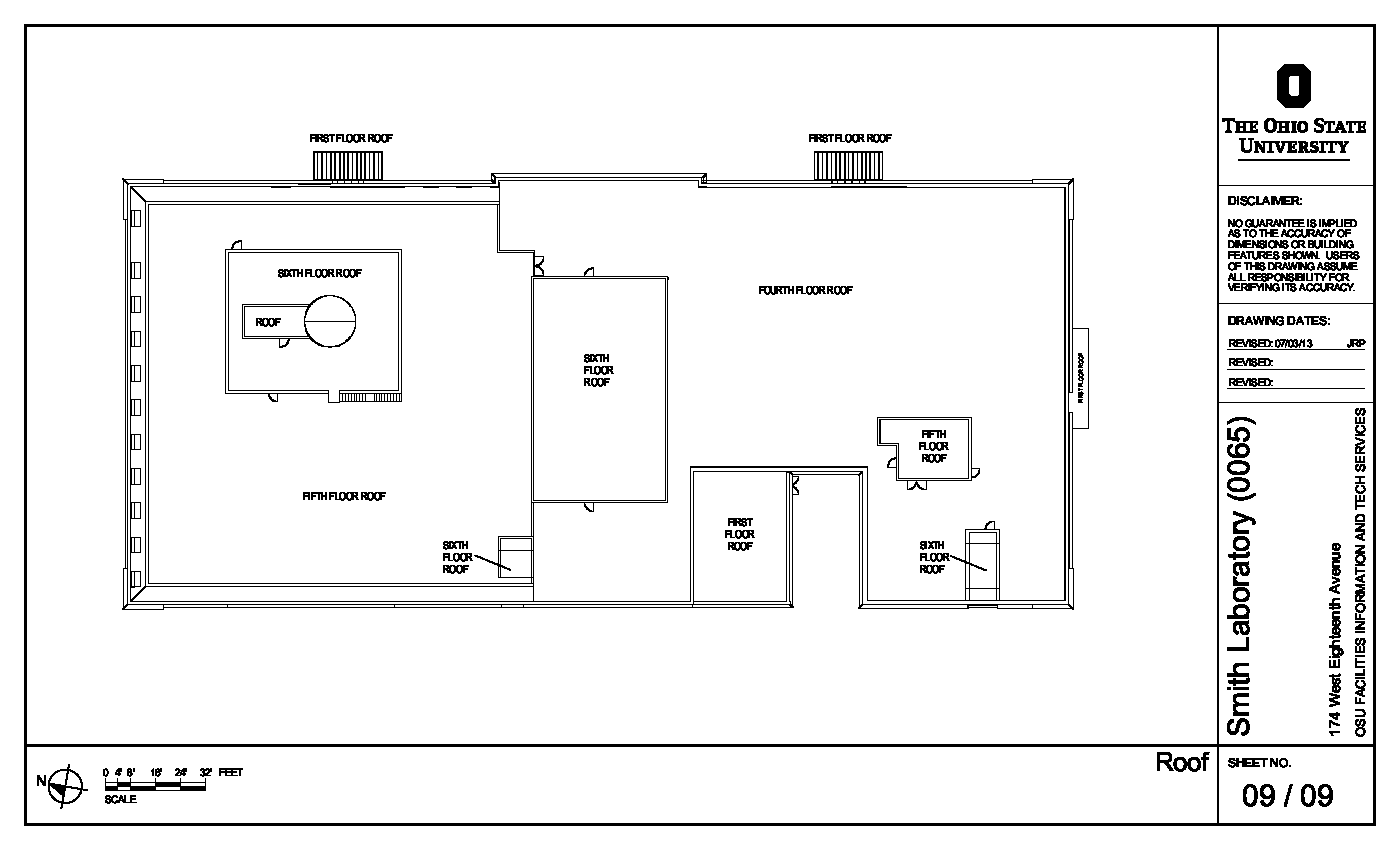 FIRST FLOOR ROOF
FIRST FLOOR ROOF
SIXTH FLOOR ROOF
ROOF
FOURTH FLOOR ROOF
SIXTH
FLOOR
ROOF
FIRST FLOOR ROOF
FIFTH
FLOOR
ROOF
FIFTH FLOOR ROOF
FIRST
FLOOR
ROOF
SIXTH
FLOOR
ROOF
SIXTH
FLOOR
ROOF
O
THE OHIO STATE
UNIVERSITY
DISCLAIMER:
NO GUARANTEE IS IMPLIED
AS TO THE ACCURACY OF
DIMENSIONS OR BUILDING
FEATURES SHOWN. USERS
OF THIS DRAWING ASSUME
ALL RESPONSIBILITY FOR
VERIFYING ITS ACCURACY.
DRAWING DATES:
REVISED: 07/03/13 JRP
REVISED:
REVISED:
Smith Laboratory (0065)
174 West Eighteenth Avenue
OSU FACILITIES INFORMATION AND TECH SERVICES
N
0 4' 8' 16' 24' 32' FEET
SCALE
Roof
SHEET NO.
09 / 09